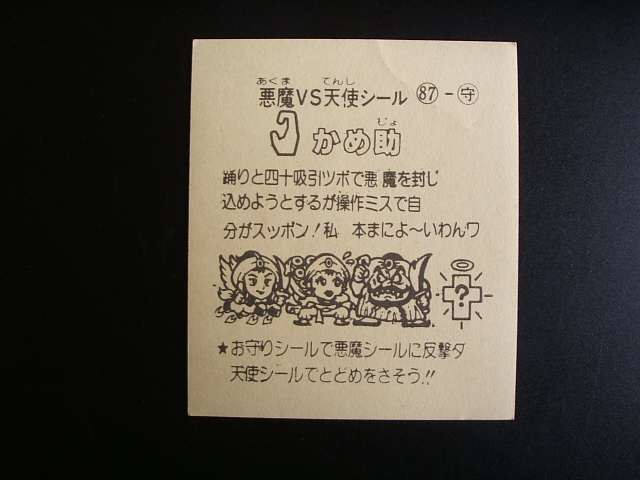 あくま てんし
悪魔VS天使シール 87-守
じょ
かめ助
踊りと四十吸引ツボで悪魔を封じ
込めようとするが操作ミスで自
分がスッポン!私 本まによ〜いわんワ
?
★お守りシールで悪魔シールに反撃タ
天使シールでとどめをさそう!!